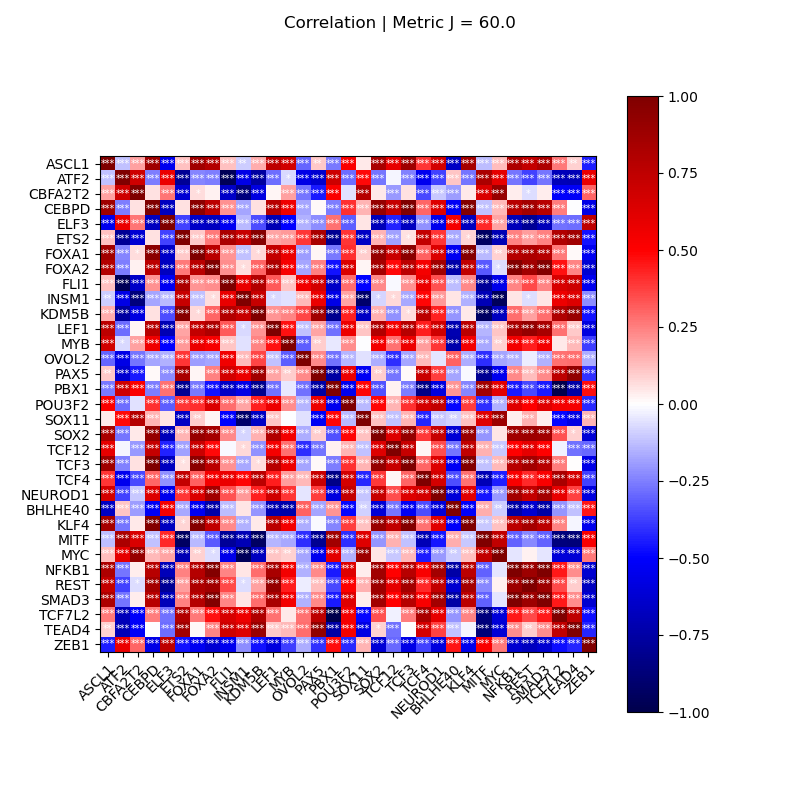 Correlation | Metric J = 60.0
ASCL1
ATF2
CBFA2T2
CEBPD
ELF3
ETS2
FOXA1
FOXA2
FLI1
INSM1
KDM5B
LEF1
MYB
OVOL2
PAX5
PBX1
POU3F2
SOX11
SOX2
TCF12
TCF3
TCF4
NEUROD1
BHLHE40
KLF4
MITF
MYC
NFKB1
REST
SMAD3
TCF7L2
TEAD4
ZEB1
ASCL1 ATF2 CBFA2T2 CEBPD ELF3 ETS2 FOXA1 FOXA2 FLI1 INSM1 KDM5B LEF1 MYB OVOL2 PAX5 PBX1 POU3F2 SOX11 SOX2 TCF12 TCF3 TCF4 NEUROD1 BHLHE40 KLF4 MITF MYC NFKB1 REST SMAD3 TCF7L2 TEAD4 ZEB1
1.00
0.75
0.50
0.25
0.00
−0.25
−0.50
−0.75
−1.00